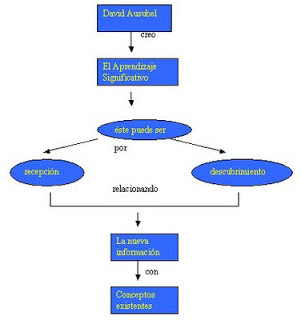 David Ausubel
creo
El Aprendizaje
Significativo
éste puede ser
por
recepción
descubrimiento
relacionando
La nueva
información
con
Conceptos
existentes